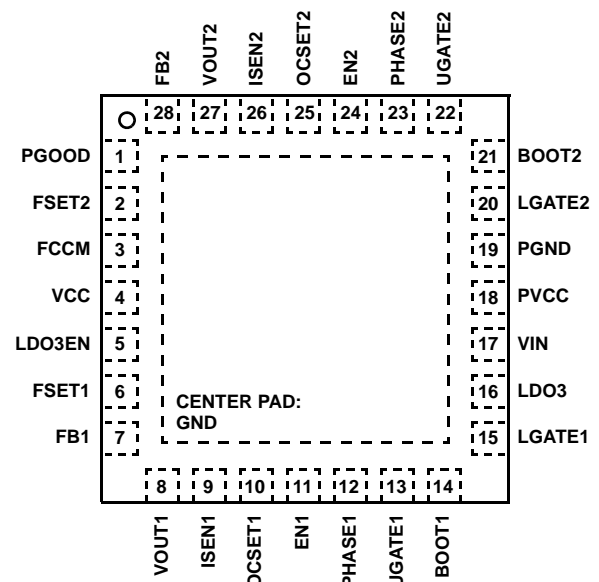 FB2
VOUT2
ISEN2
OCSET2
EN2
PHASE2
UGATE2
28 27 26 25 24 23 22
PGOOD 1
FSET2 2
FCCM 3
VCC 4
LDO3EN 5
FSET1 6
FB1 7
21 BOOT2
20 LGATE2
19 PGND
18 PVCC
17 VIN
16 LDO3
15 LGATE1
CENTER PAD:
GND
8 9 10 11 12 13 14
VOUT1
ISEN1
OCSET1
EN1
PHASE1
UGATE1
BOOT1